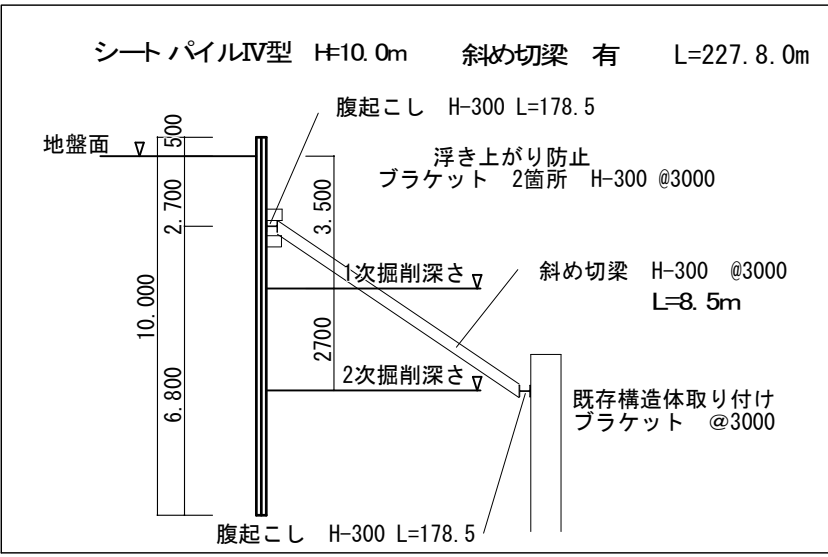 シートパイルⅣ型 H=10.0m 斜め切梁 有 L=227.8.0m
腹起こし H-300 L=178.5
地盤面
500
浮き上がり防止
ブラケット 2箇所 H-300 @3000
2.700
3.500
1次掘削深さ
斜め切梁 H-300 @3000
L=8.5m
10.000
2700
2次掘削深さ
6.800
既存構造体取り付け
ブラケット @3000
腹起こし H-300 L=178.5